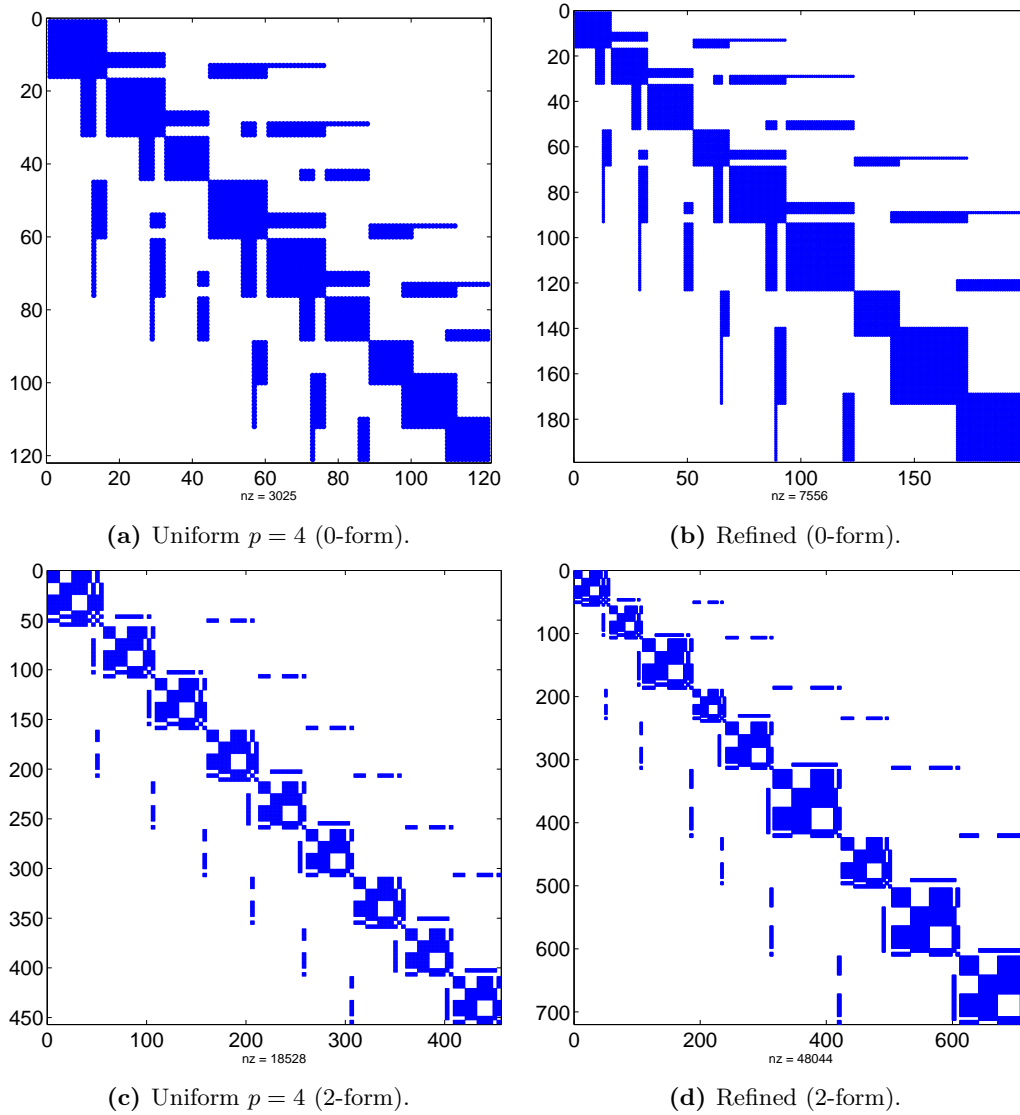 0
20
40
60
80
100
120
0 20 40 60 80 100 120
nz = 3025
(a) Uniform p = 4 (0-form).
0
20
40
60
80
100
120
140
160
180
0 50 100 150
nz = 7556
(b) Refined (0-form).
0
50
100
150
200
250
300
350
400
450
0 100 200 300 400
nz = 18528
(c) Uniform p = 4 (2-form).
0
100
200
300
400
500
600
700
0 200 400 600
nz = 48044
(d) Refined (2-form).